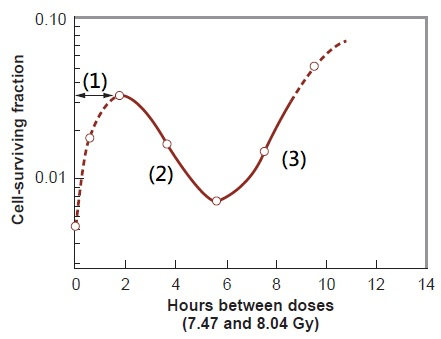 0.10
(1)
(2)
(3)
0.01
Cell-surviving fraction
0 2 4 6 8 10 12 14
Hours between doses
(7.47 and 8.04 Gy)